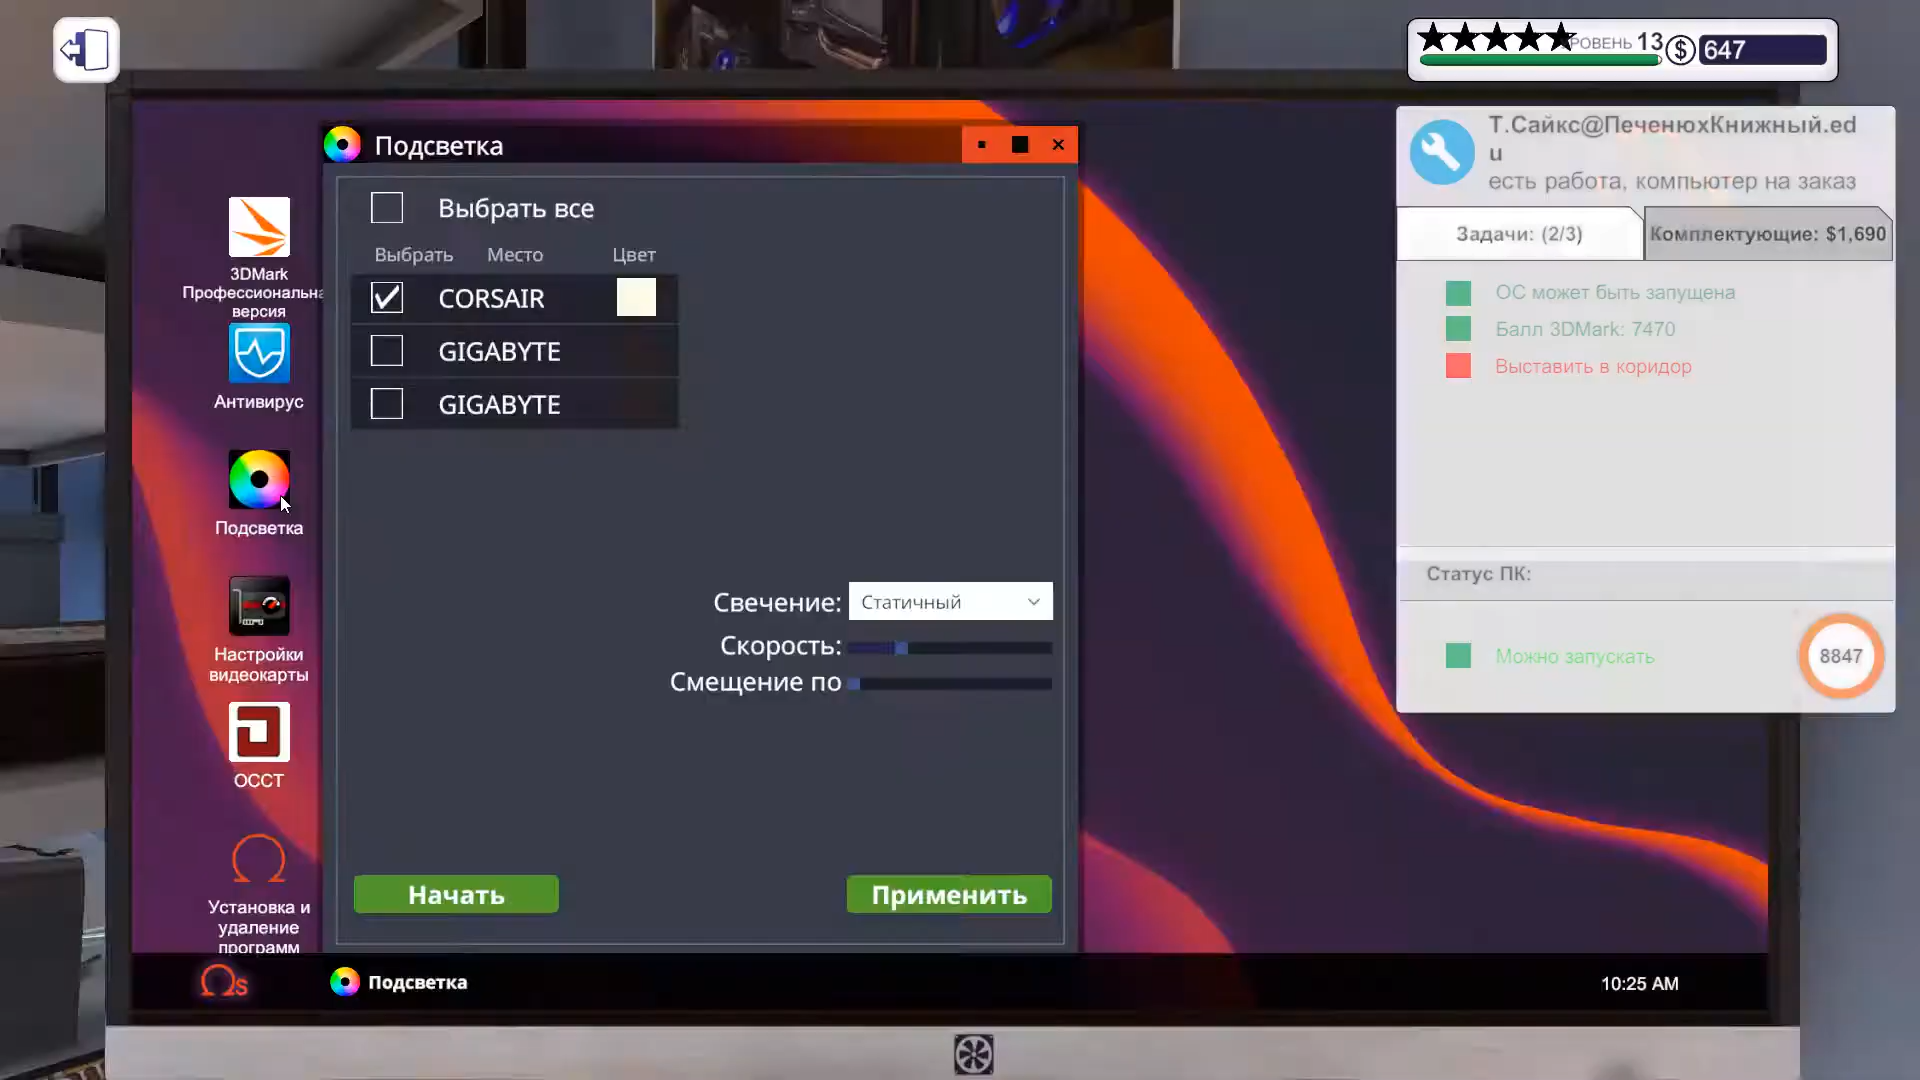 РОВЕНЬ 13
$ 647
Т.Сайкс@ПеченюхКнижный.ed
u
есть работа, компьютер на заказ
Задачи: (2/3)
Комплектующие: $1,690
ОС может быть запущена
Балл 3DMark: 7470
Выставить в коридор
Статус ПК:
Можно запускать
8847
3DMark
Профессиональна
версия
Антивирус
Подсветка
Настройки
видеокарты
OCCT
Установка и
удаление
программ
Подсветка
Выбрать все
Выбрать Место Цвет
CORSAIR
GIGABYTE
GIGABYTE
Свечение: Статичный
Скорость:
Смещение по
Начать
Применить
Ωs
Подсветка
10:25 AM